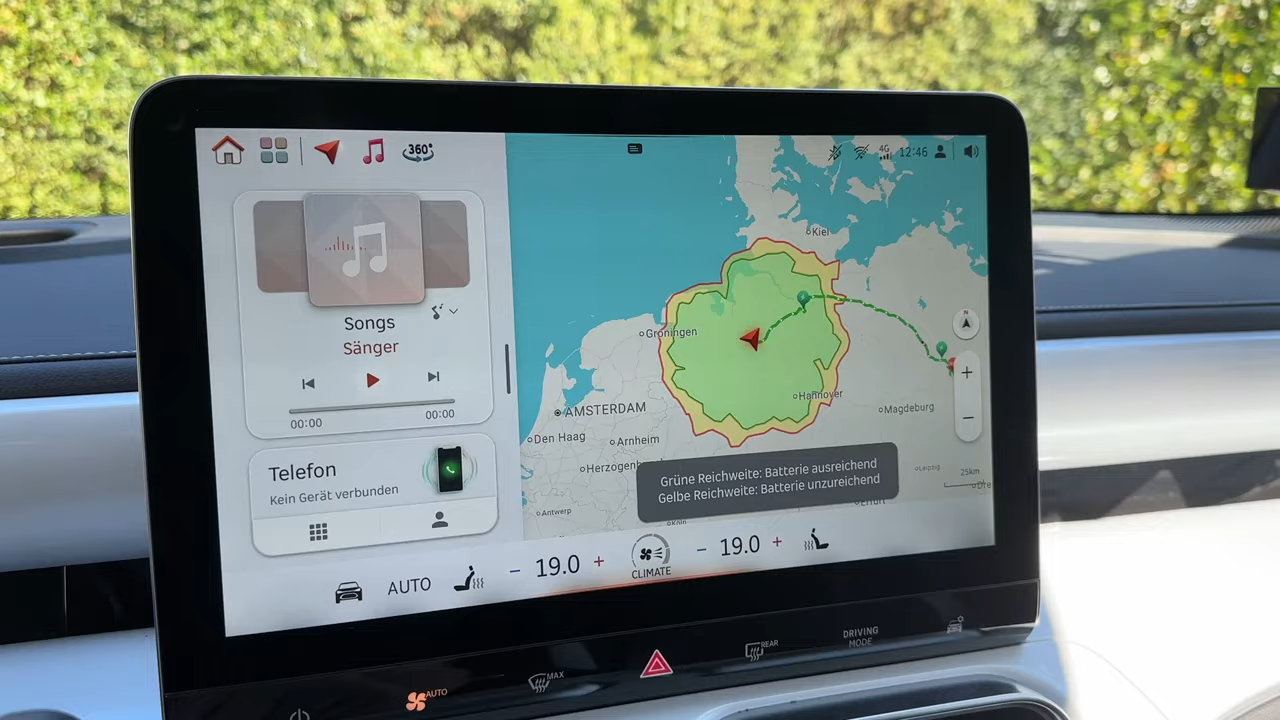 360°
4G
12:46
Songs
Sänger
00:00
00:00
Telefon
Kein Gerät verbunden
Kiel
Groningen
AMSTERDAM
Den Haag
Arnheim
Hannover
Magdeburg
Leipzig
25km
Antwerp
Köln
Grüne Reichweite: Batterie ausreichend
Gelbe Reichweite: Batterie unzureichend
AUTO
− 19.0 +
CLIMATE
− 19.0 +
AUTO
MAX
REAR
DRIVING
MODE